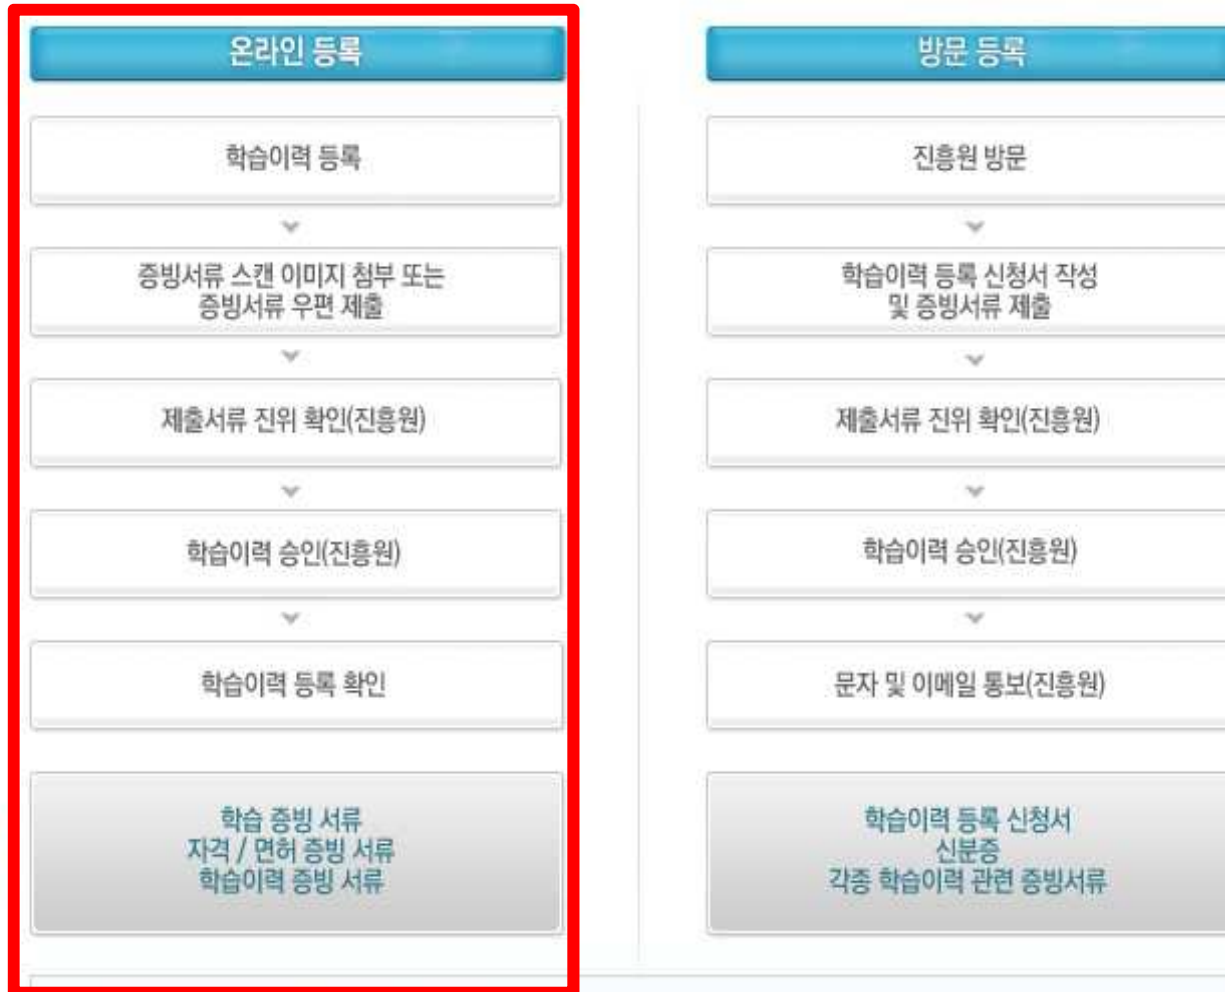 온라인 등록
학습이력 등록
증빙서류 스캔 이미지 첨부 또는
증빙서류 우편 제출
제출서류 진위 확인(진흥원)
학습이력 승인(진흥원)
학습이력 등록 확인
학습 증빙 서류
자격 / 면허 증빙 서류
학습이력 증빙 서류
방문 등록
진흥원 방문
학습이력 등록 신청서 작성
및 증빙서류 제출
제출서류 진위 확인(진흥원)
학습이력 승인(진흥원)
문자 및 이메일 통보(진흥원)
학습이력 등록 신청서
신분증
각종 학습이력 관련 증빙서류